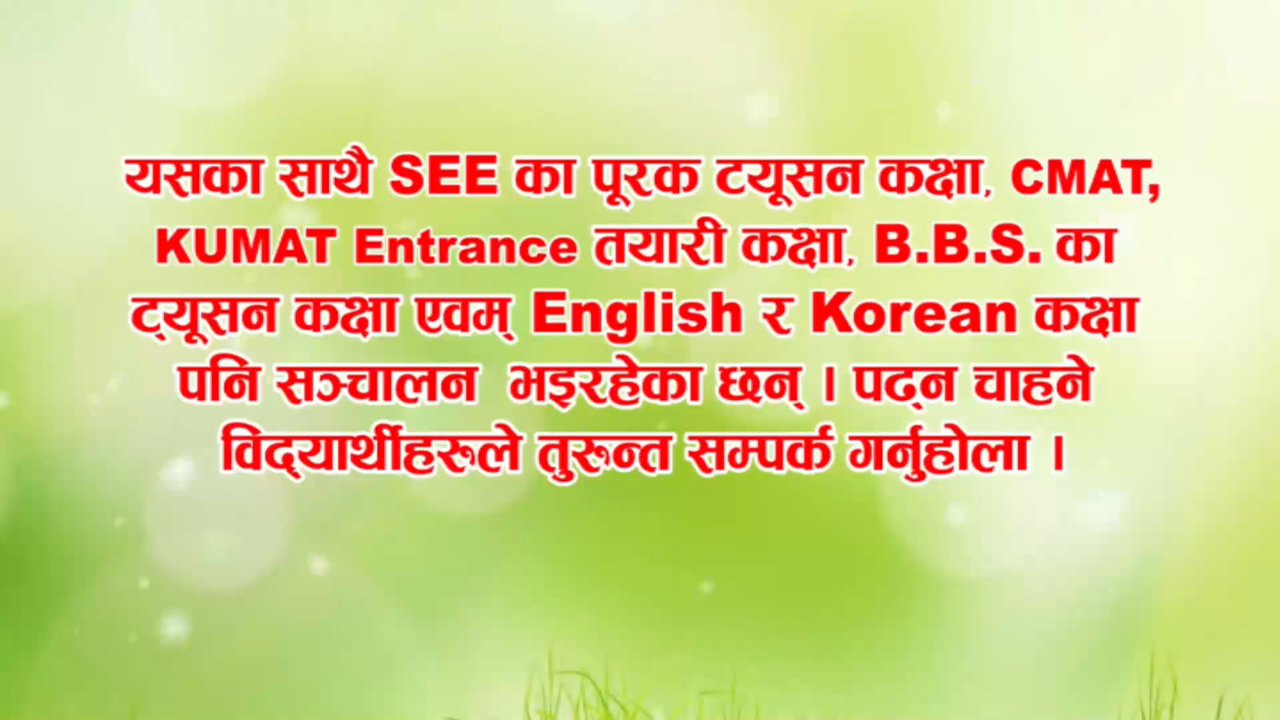 यसका साथै SEE का पूरक टयूसन कक्षा, CMAT,
KUMAT Entrance तयारी कक्षा, B.B.S. का
ट्यूसन कक्षा एवम् English र Korean कक्षा
पनि सञ्चालन भइरहेका छन् । पढ्न चाहने
विद्यार्थीहरूले तुरुन्त सम्पर्क गर्नुहोला ।